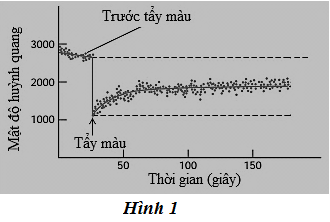 Trước tẩy màu
Mật độ huỳnh quang
3000
2000
1000
Tẩy màu
50
100
150
Thời gian (giây)
Hình 1